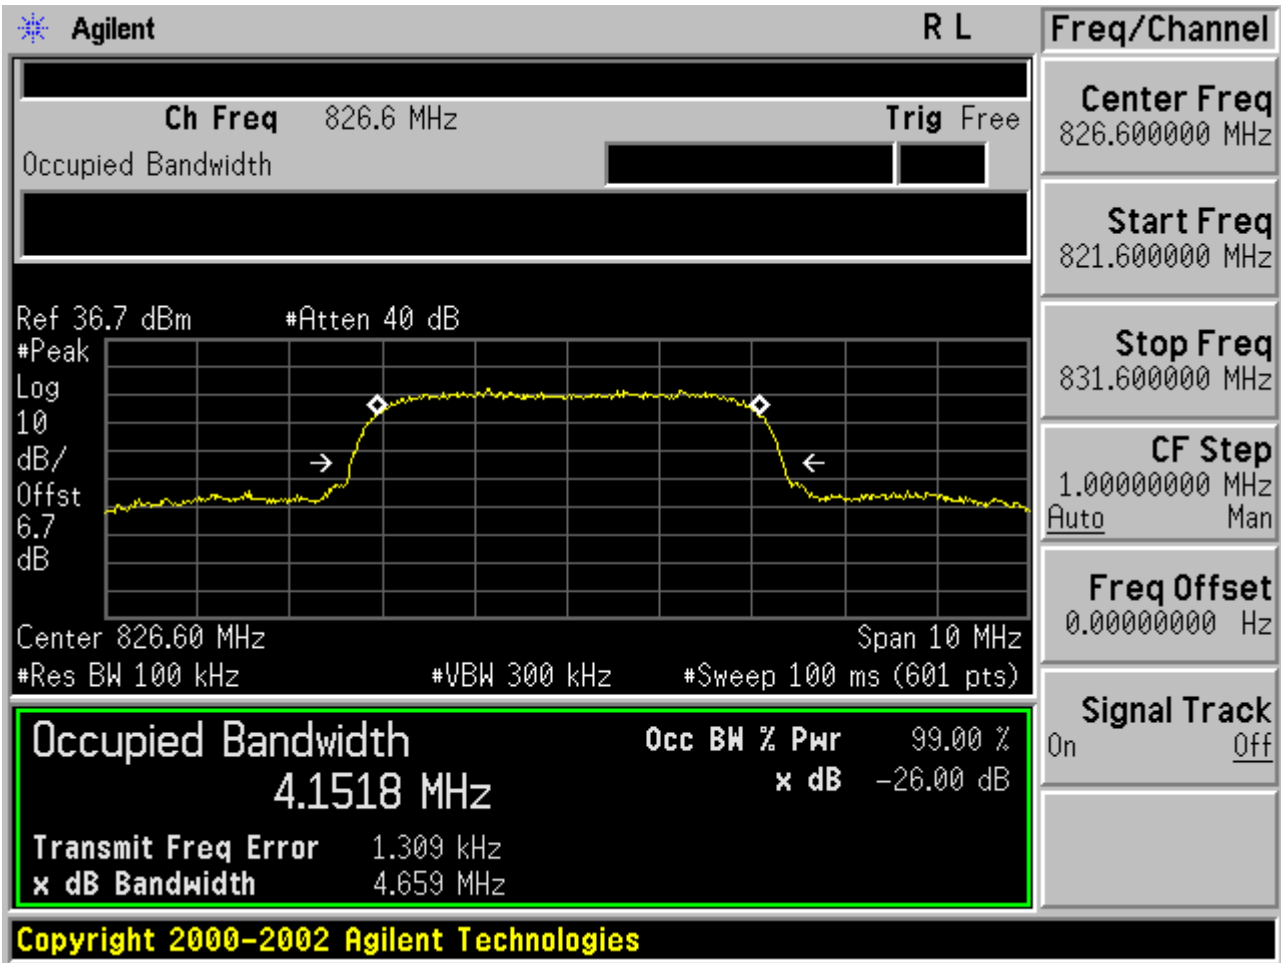 Agilent R L
Ch Freq 826.6 MHz Trig Free
Occupied Bandwidth
Ref 36.7 dBm #Atten 40 dB
#Peak
Log
10
dB/
Offst
6.7
dB
Center 826.60 MHz Span 10 MHz
#Res BW 100 kHz #VBW 300 kHz #Sweep 100 ms (601 pts)
Occupied Bandwidth Occ BW % Pwr 99.00 %
4.1518 MHz x dB -26.00 dB
Transmit Freq Error 1.309 kHz
x dB Bandwidth 4.659 MHz
Copyright 2000-2002 Agilent Technologies
Freq/Channel
Center Freq
826.600000 MHz
Start Freq
821.600000 MHz
Stop Freq
831.600000 MHz
CF Step
1.00000000 MHz
Auto Man
Freq Offset
0.00000000 Hz
Signal Track
On Off